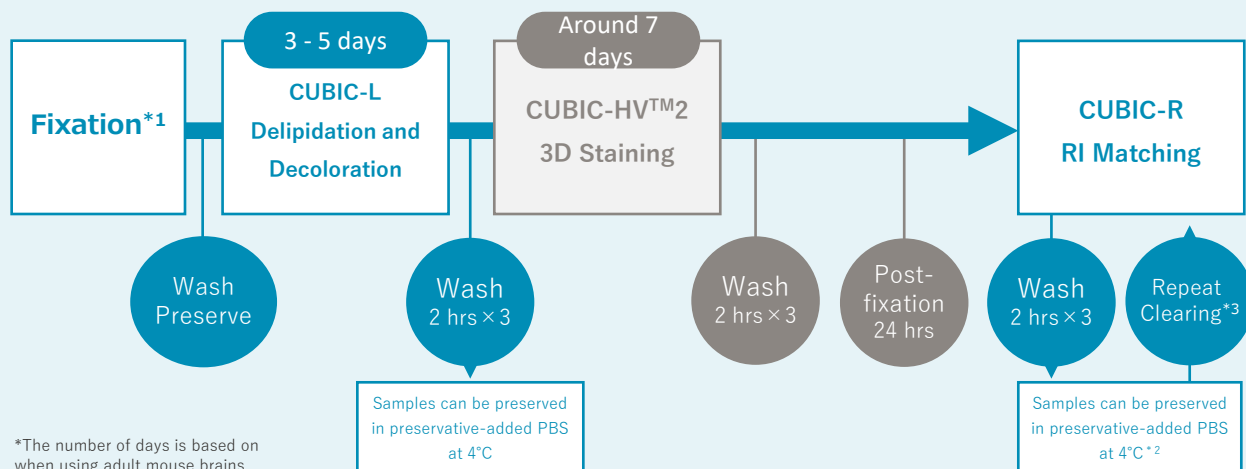 3 - 5 days
Around 7
days
Fixation*1
CUBIC-L
Delipidation and
Decoloration
CUBIC-HV™2
3D Staining
CUBIC-R
RI Matching
Wash
Preserve
Wash
2 hrs × 3
Wash
2 hrs × 3
Post-
fixation
24 hrs
Wash
2 hrs × 3
Repeat
Clearing*3
Samples can be preserved
in preservative-added PBS
at 4°C
Samples can be preserved
in preservative-added PBS
at 4°C*2
*The number of days is based on
when using adult mouse brains